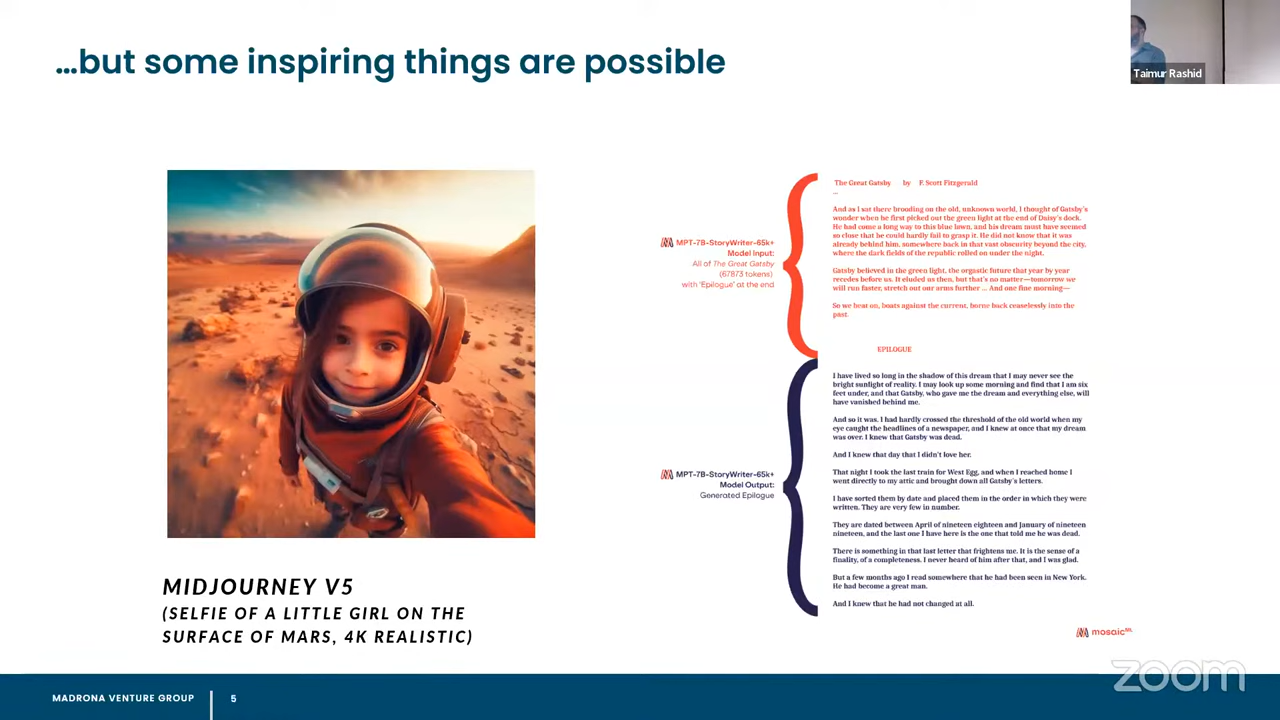 ...but some inspiring things are possible
Taimur Rashid
MPT-7B-StoryWriter-65k+
Model Input:
All of The Great Gatsby
(67873 tokens)
with 'Epilogue' at the end
The Great Gatsby by F. Scott Fitzgerald
...
And as I sat there brooding on the old, unknown world, I thought of Gatsby's
wonder when he first picked out the green light at the end of Daisy's dock.
He had come a long way to this blue lawn, and his dream must have seemed
so close that he could hardly fail to grasp it. He did not know that it was
already behind him, somewhere back in that vast obscurity beyond the city,
where the dark fields of the republic rolled on under the night.
Gatsby believed in the green light, the orgastic future that year by year
recedes before us. It eluded us then, but that's no matter—tomorrow we
will run faster, stretch out our arms further ... And one fine morning—
So we beat on, boats against the current, borne back ceaselessly into the
past.
EPILOGUE
MPT-7B-StoryWriter-65k+
Model Output:
Generated Epilogue
I have lived so long in the shadow of this dream that I may never see the
bright sunlight of reality. I may look up some morning and find that I am six
feet under, and that Gatsby, who gave me the dream and everything else, will
have vanished behind me.
And so it was. I had hardly crossed the threshold of the old world when my
eye caught the headlines of a newspaper, and I knew at once that my dream
was over. I knew that Gatsby was dead.
And I knew that day that I didn't love her.
That night I took the last train for West Egg, and when I reached home I
went directly to my attic and brought down all Gatsby's letters.
I have sorted them by date and placed them in the order in which they were
written. They are very few in number.
They are dated between April of nineteen eighteen and January of nineteen
nineteen, and the last one I have here is the one that told me he was dead.
There is something in that last letter that frightens me. It is the sense of a
finality, of a completeness. I never heard of him after that, and I was glad.
But a few months ago I read somewhere that he had been seen in New York.
He had become a great man.
And I knew that he had not changed at all.
mosaicML
MIDJOURNEY V5
(SELFIE OF A LITTLE GIRL ON THE
SURFACE OF MARS, 4K REALISTIC)
MADRONA VENTURE GROUP
5
zoom